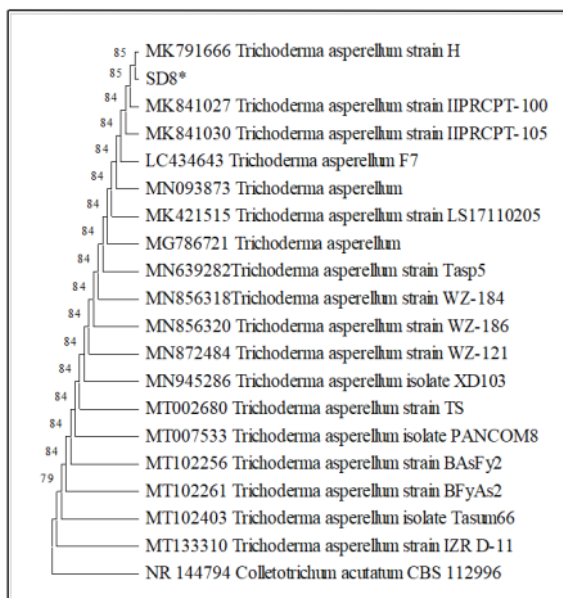 85 MK791666 Trichoderma asperellum strain H
85 SD8*
84 MK841027 Trichoderma asperellum strain IIPRCPT-100
84 MK841030 Trichoderma asperellum strain IIPRCPT-105
84 LC434643 Trichoderma asperellum F7
84 MN093873 Trichoderma asperellum
84 MK421515 Trichoderma asperellum strain LS17110205
84 MG786721 Trichoderma asperellum
84 MN639282Trichoderma asperellum strain Tasp5
84 MN856318Trichoderma asperellum strain WZ-184
84 MN856320 Trichoderma asperellum strain WZ-186
84 MN872484 Trichoderma asperellum strain WZ-121
84 MN945286 Trichoderma asperellum isolate XD103
84 MT002680 Trichoderma asperellum strain TS
84 MT007533 Trichoderma asperellum isolate PANCOM8
84 MT102256 Trichoderma asperellum strain BAsFy2
79 MT102261 Trichoderma asperellum strain BFyAs2
MT102403 Trichoderma asperellum isolate Tasum66
MT133310 Trichoderma asperellum strain IZR D-11
NR 144794 Colletotrichum acutatum CBS 112996